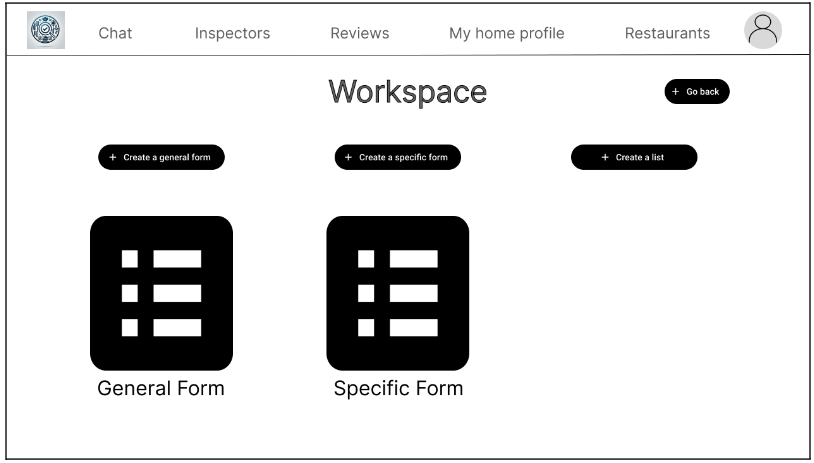 Chat Inspectors Reviews My home profile Restaurants
Workspace
+ Go back
+ Create a general form
+ Create a specific form
+ Create a list
General Form
Specific Form